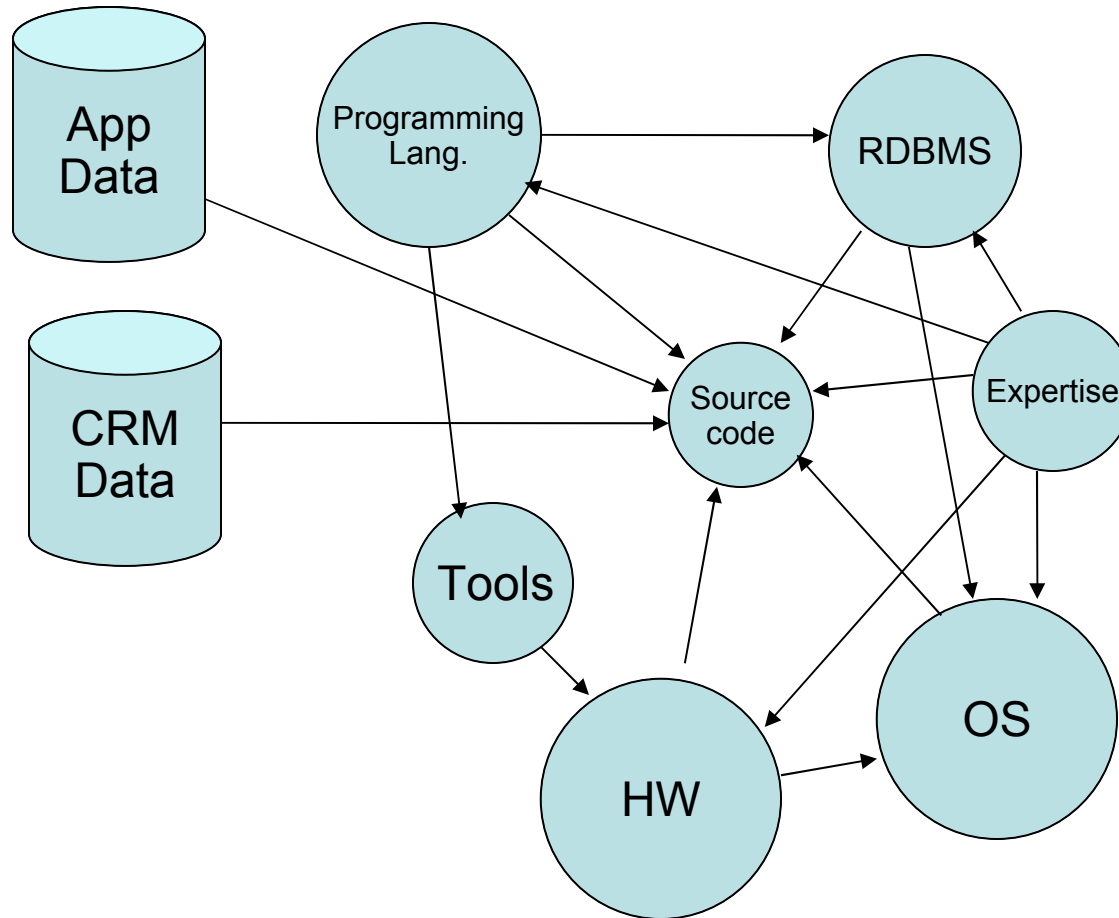 App
Data
Programming
Lang.
RDBMS
CRM
Data
Source
code
Expertise
Tools
HW
OS